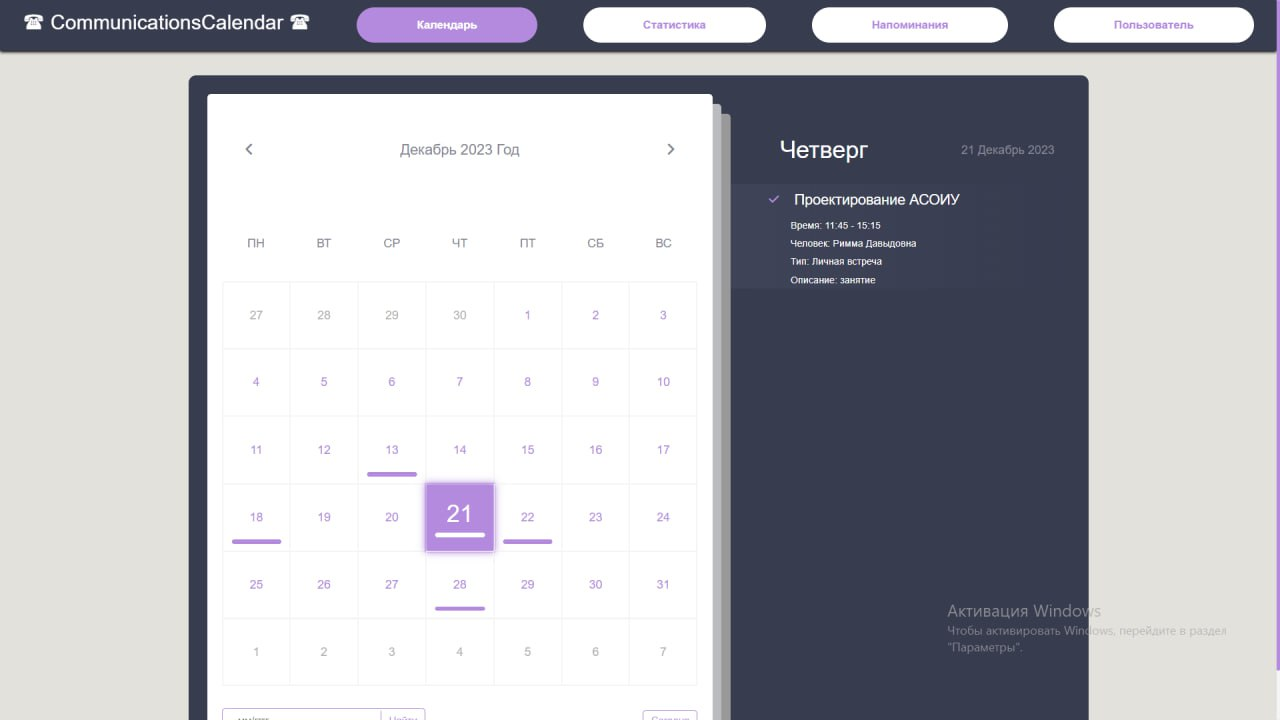 ☎ CommunicationsCalendar ☎
Календарь
Статистика
Напоминания
Пользователь
Декабрь 2023 Год
ПН ВТ СР ЧТ ПТ СБ ВС
27 28 29 30 1 2 3
4 5 6 7 8 9 10
11 12 13 14 15 16 17
18 19 20 21 22 23 24
25 26 27 28 29 30 31
1 2 3 4 5 6 7
Найти
Сегодня
Четверг
21 Декабрь 2023
Проектирование АСОИУ
Время: 11:45 - 15:15
Человек: Римма Давыдовна
Тип: Личная встреча
Описание: занятие
Активация Windows
Чтобы активировать Windows, перейдите в раздел
"Параметры".